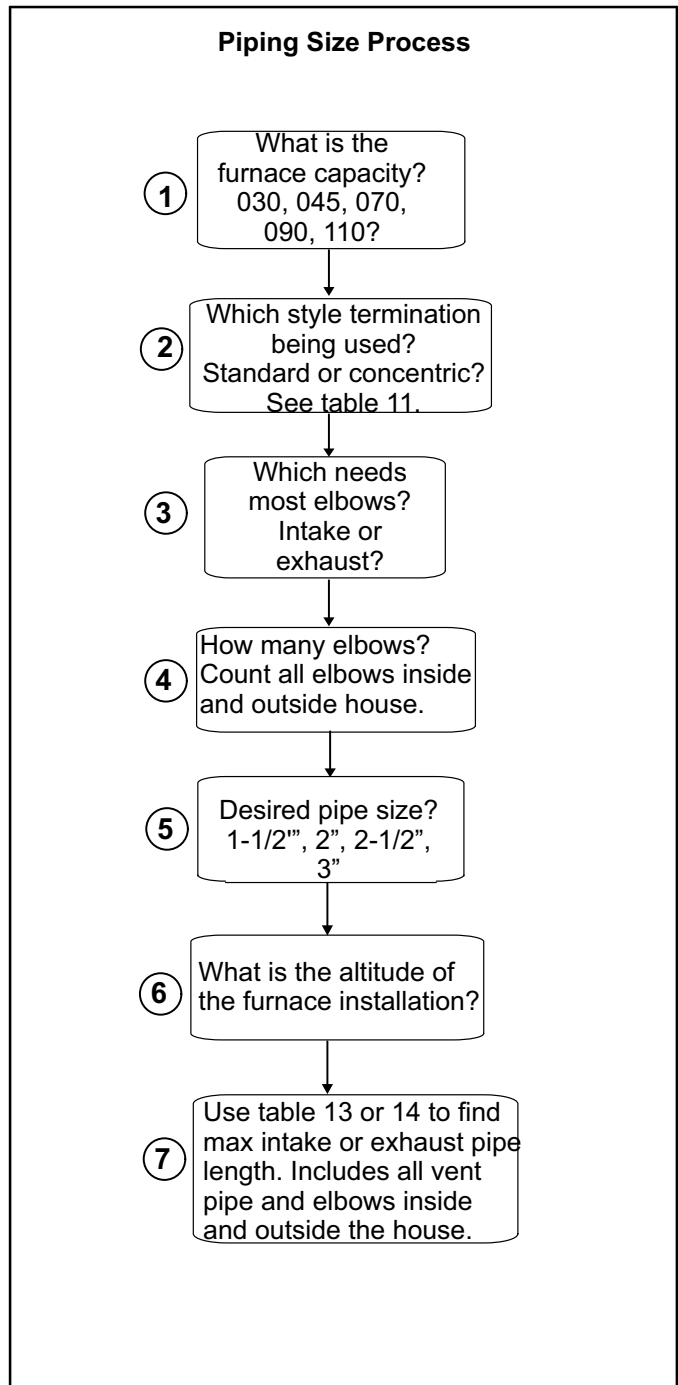 Piping Size Process
1
What is the
furnace capacity?
030, 045, 070,
090, 110?
2
Which style termination
being used?
Standard or concentric?
See table 11.
3
Which needs
most elbows?
Intake or
exhaust?
4
How many elbows?
Count all elbows inside
and outside house.
5
Desired pipe size?
1-1/2'”, 2”, 2-1/2”,
3”
6
What is the altitude of
the furnace installation?
7
Use table 13 or 14 to find
max intake or exhaust pipe
length. Includes all vent
pipe and elbows inside
and outside the house.